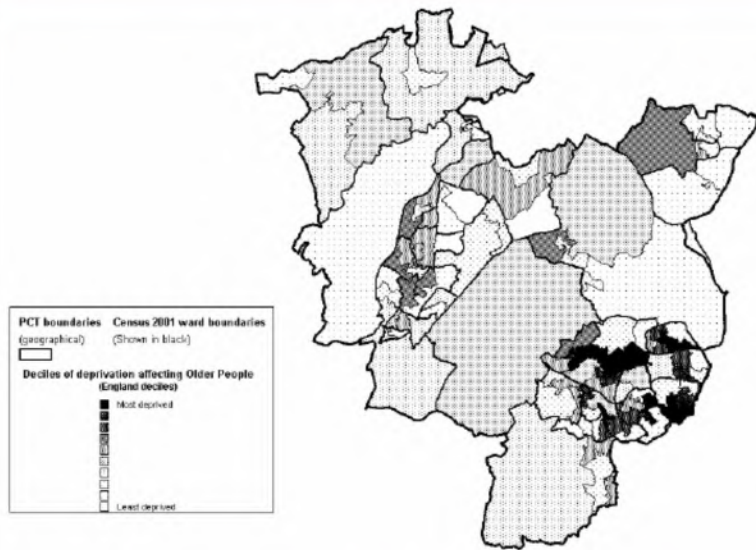 PCT boundaries Census 2001 ward boundaries
(geographical) (Shown in black)
Deciles of deprivation affecting Older People
(England deciles)
Most deprived
Least deprived